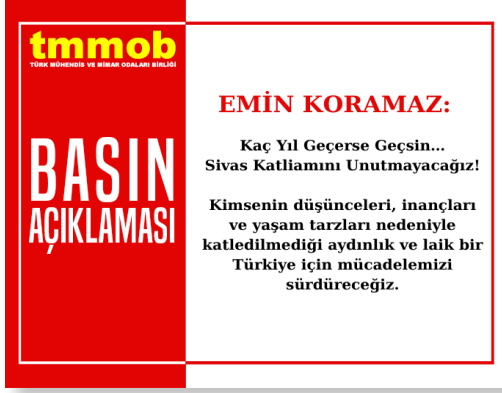 tmmob
TÜRK MÜHENDİS VE MİMAR ODALARI BİRLİĞİ
BASIN
AÇIKLAMASI
EMİN KORAMAZ:
Kaç Yıl Geçerse Geçsin...
Sivas Katliamını Unutmayacağız!
Kimsenin düşünceleri, inançları
ve yaşam tarzları nedeniyle
katledilmediği aydınlık ve laik bir
Türkiye için mücadelemizi
sürdüreceğiz.